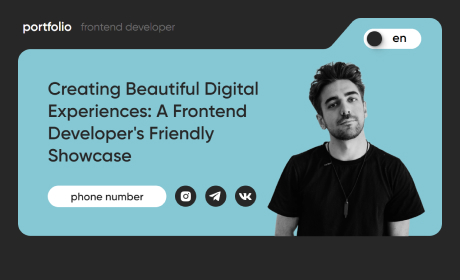 portfolio frontend developer
en
Creating Beautiful Digital
Experiences: A Frontend
Developer's Friendly
Showcase
phone number